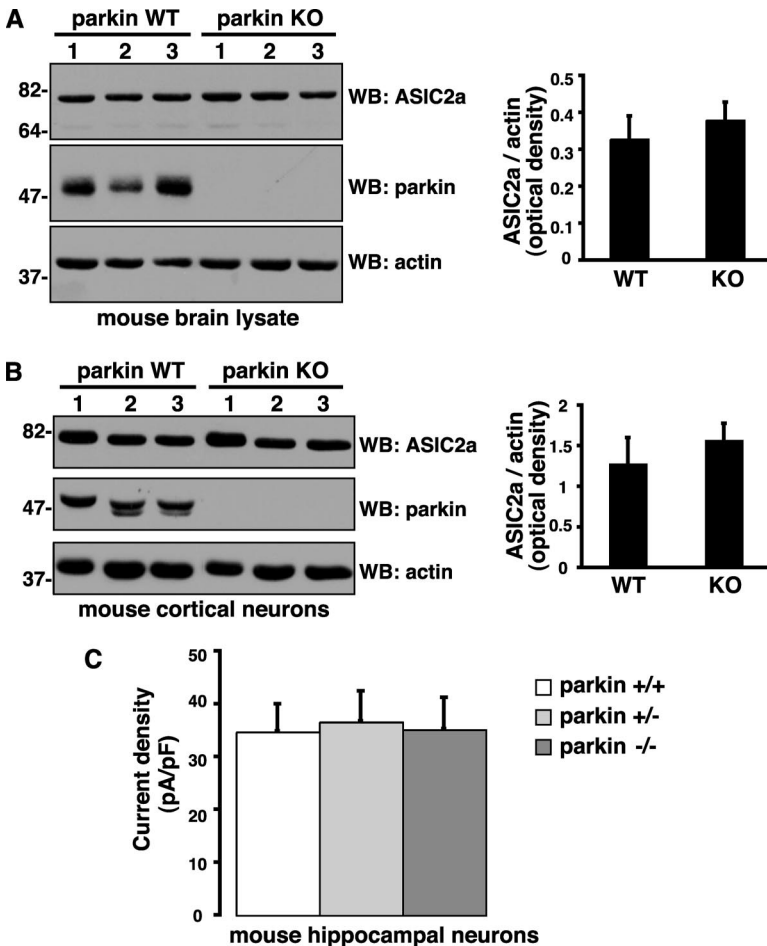 A
parkin WT parkin KO
1 2 3 1 2 3
82-
WB: ASIC2a
64-
47-
WB: parkin
37-
WB: actin
mouse brain lysate
ASIC2a / actin
(optical density)
0.5
0.4
0.3
0.2
0.1
0
WT KO
B
parkin WT parkin KO
1 2 3 1 2 3
82-
WB: ASIC2a
47-
WB: parkin
37-
WB: actin
mouse cortical neurons
ASIC2a / actin
(optical density)
2
1.5
1
0.5
0
WT KO
C
Current density
(pA/pF)
50
40
30
20
10
0
mouse hippocampal neurons
parkin +/+
parkin +/-
parkin -/-